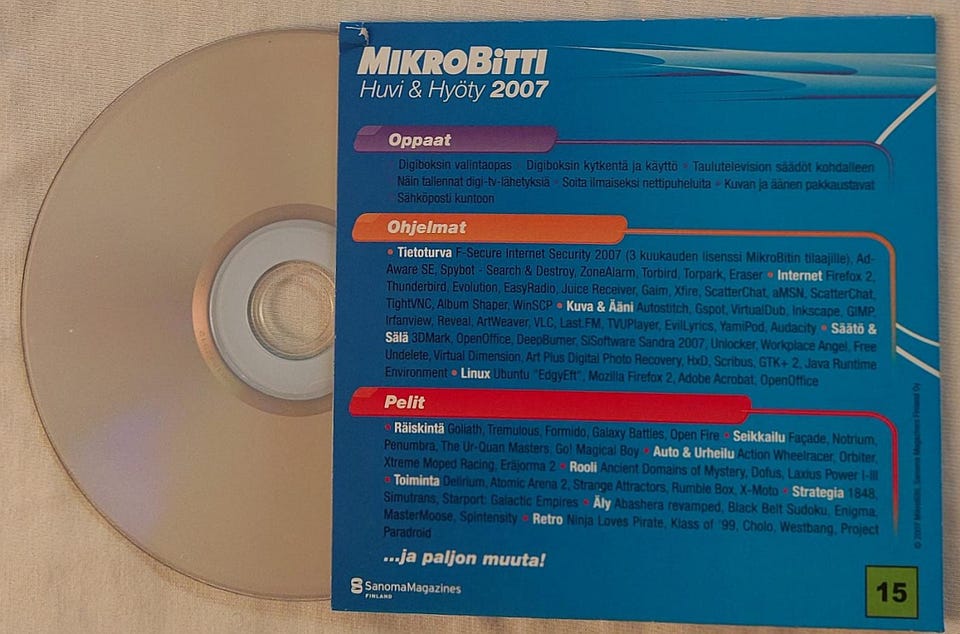 MIKROBITTI
Huvi & Hyöty 2007
Oppaat
Digiboksin valintaopas • Digiboksin kytkentä ja käyttö • Taulutelevision säädöt kohdalleen
Näin tallennat digi-tv-lähetyksiä • Soita ilmaiseksi nettipuheluita • Kuvan ja äänen pakkaustavat
Sähköposti kuntoon
Ohjelmat
• Tietoturva F-Secure Internet Security 2007 (3 kuukauden lisenssi MikroBitin tilaajille), Ad-
Aware SE, Spybot - Search & Destroy, ZoneAlarm, Torbird, Torpark, Eraser • Internet Firefox 2,
Thunderbird, Evolution, EasyRadio, Juice Receiver, Gaim, Xfire, ScatterChat, aMSN, ScatterChat,
TightVNC, Album Shaper, WinSCP • Kuva & Ääni Autostitch, Gspot, VirtualDub, Inkscape, GIMP,
Irfanview, Reveal, ArtWeaver, VLC, Last.FM, TVUPlayer, EvilLyrics, YamiPod, Audacity • Säätö &
Sälä 3DMark, OpenOffice, DeepBurner, SiSoftware Sandra 2007, Unlocker, Workplace Angel, Free
Undelete, Virtual Dimension, Art Plus Digital Photo Recovery, HxD, Scribus, GTK+ 2, Java Runtime
Environment • Linux Ubuntu "EdgyEft", Mozilla Firefox 2, Adobe Acrobat, OpenOffice
Pelit
• Räiskintä Goliath, Tremulous, Formido, Galaxy Battles, Open Fire • Seikkailu Façade, Notrium,
Penumbra, The Ur-Quan Masters, Go! Magical Boy • Auto & Urheilu Action Wheelracer, Orbiter,
Xtreme Moped Racing, Eräjorma 2 • Rooli Ancient Domains of Mystery, Dofus, Laxius Power I-III
• Toiminta Delirium, Atomic Arena 2, Strange Attractors, Rumble Box, X-Moto • Strategia 1848,
Simutrans, Starport: Galactic Empires • Äly Abashera revamped, Black Belt Sudoku, Enigma,
MasterMoose, Spintensity • Retro Ninja Loves Pirate, Klass of '99, Cholo, Westbang, Project
Paradroid
...ja paljon muuta!
SanomaMagazines
FINLAND
15
© 2007 MikroBitti, Sanoma Magazines Finland Oy